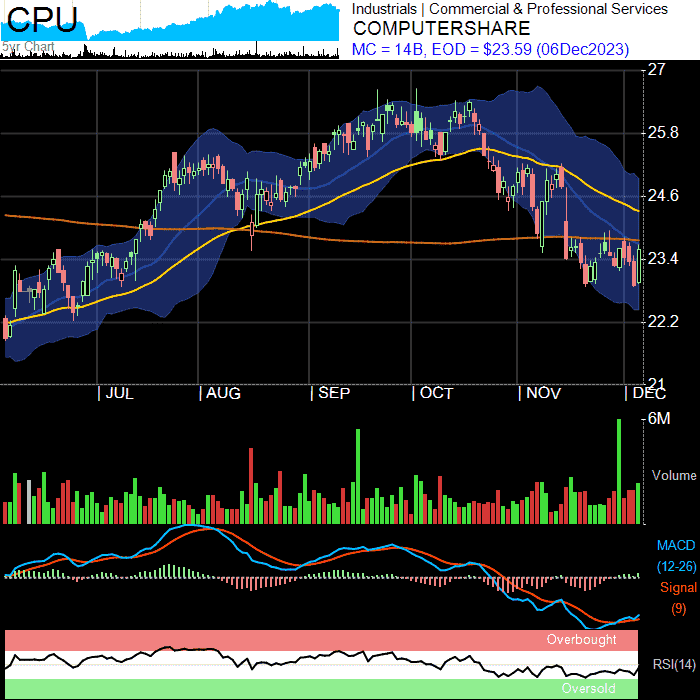 CPU
5yr Chart
Industrials | Commercial & Professional Services
COMPUTERSHARE
MC = 14B, EOD = $23.59 (06Dec2023)
27
25.8
24.6
23.4
22.2
21
| JUL | AUG | SEP | OCT | NOV | DEC
6M
Volume
MACD
(12-26)
Signal
(9)
Overbought
RSI(14)
Oversold